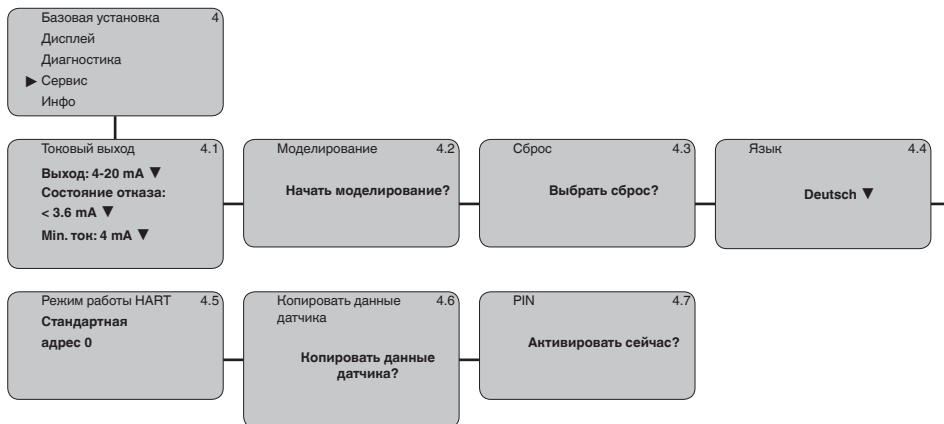 Базовая установка 4
Дисплей
Диагностика
▶ Сервис
Инфо
Токовый выход 4.1
Выход: 4-20 mA ▼
Состояние отказа:
< 3.6 mA ▼
Min. ток: 4 mA ▼
Моделирование 4.2
Начать моделирование?
Сброс 4.3
Выбрать сброс?
Язык 4.4
Deutsch ▼
Режим работы HART 4.5
Стандартная
адрес 0
Копировать данные 4.6
датчика
Копировать данные
датчика?
PIN 4.7
Активировать сейчас?